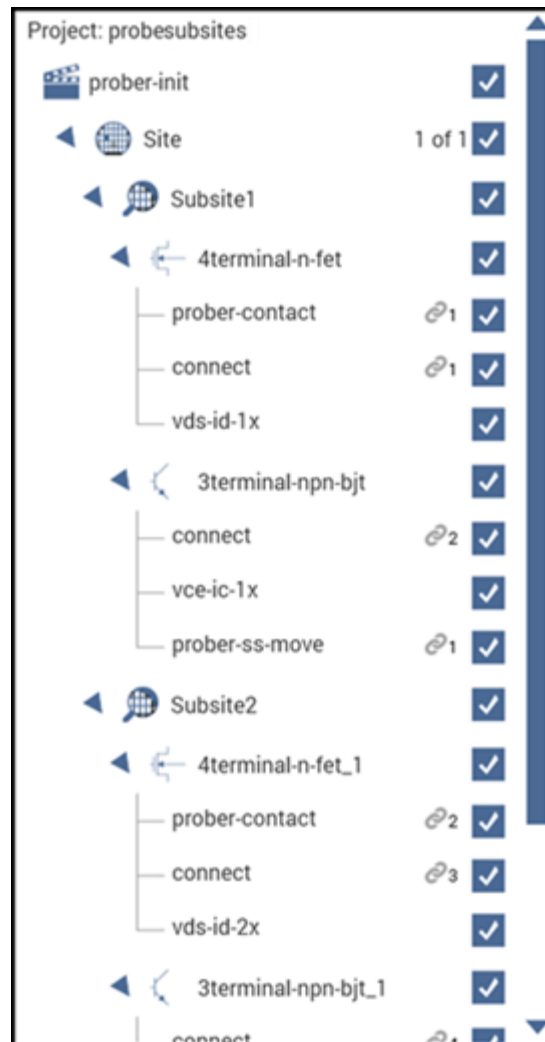 Project: probesubsites
prober-init
Site 1 of 1
Subsite1
4terminal-n-fet
prober-contact 1
connect 1
vds-id-1x
3terminal-npn-bjt
connect 2
vce-ic-1x
prober-ss-move 1
Subsite2
4terminal-n-fet_1
prober-contact 2
connect 3
vds-id-2x
3terminal-npn-bjt_1
connect 4